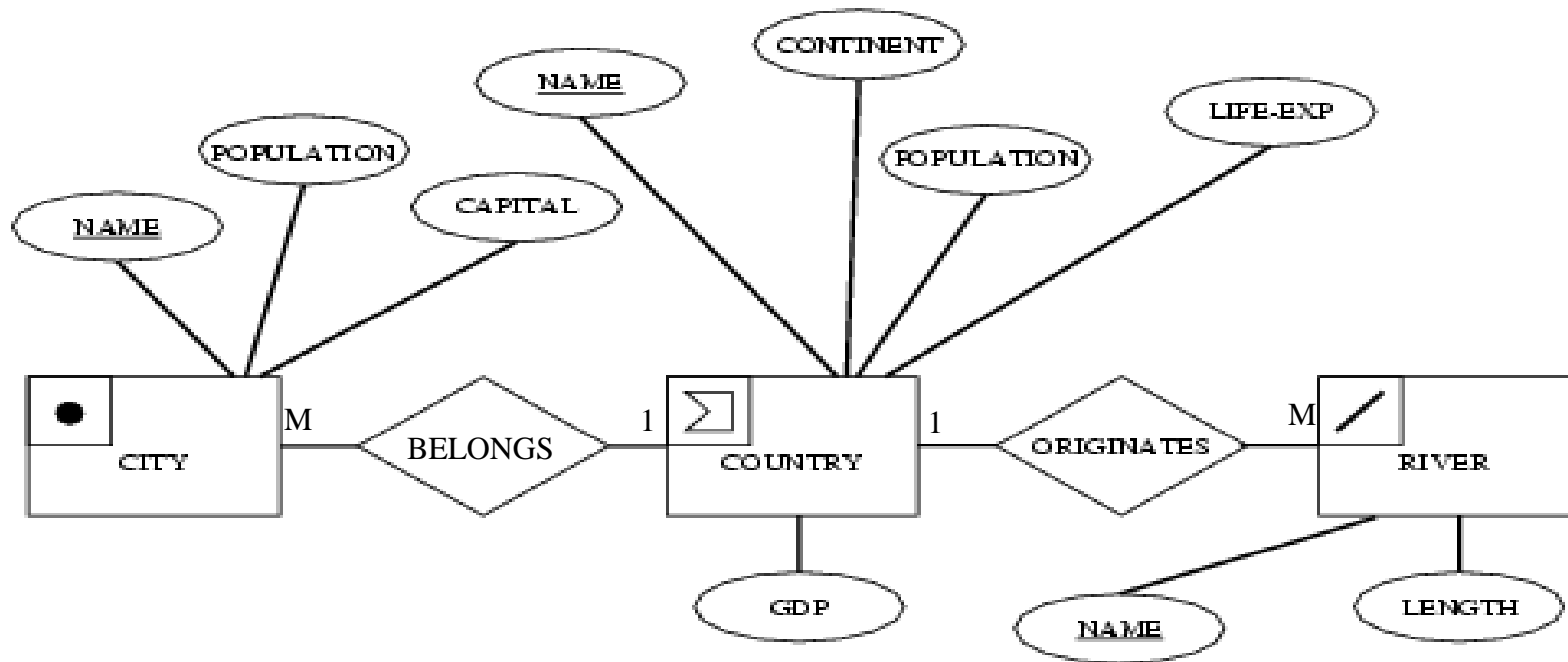 CONTINENT
NAME
LIFE-EXP
POPULATION
POPULATION
CAPITAL
NAME
M
1
1
M
BELONGS
ORIGINATES
CITY
COUNTRY
RIVER
GDP
NAME
LENGTH